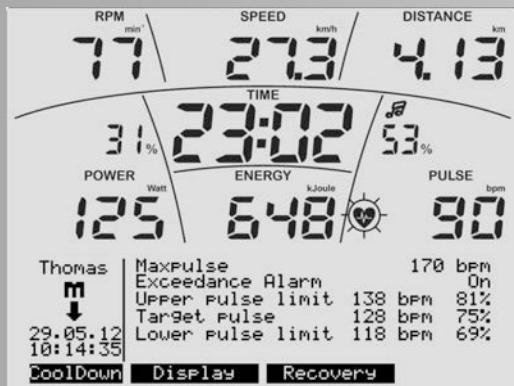 RPM SPEED DISTANCE
min⁻¹ km/h km
77 27.3 4.13
TIME
31% 23:02 53%
POWER ENERGY PULSE
Watt kJoule bpm
125 648 90
Thomas
m
29.05.12
10:14:35
Maxpulse 170 bpm
Exceedance Alarm On
Upper pulse limit 138 bpm 81%
Target pulse 128 bpm 75%
Lower pulse limit 118 bpm 69%
CoolDown Display Recovery